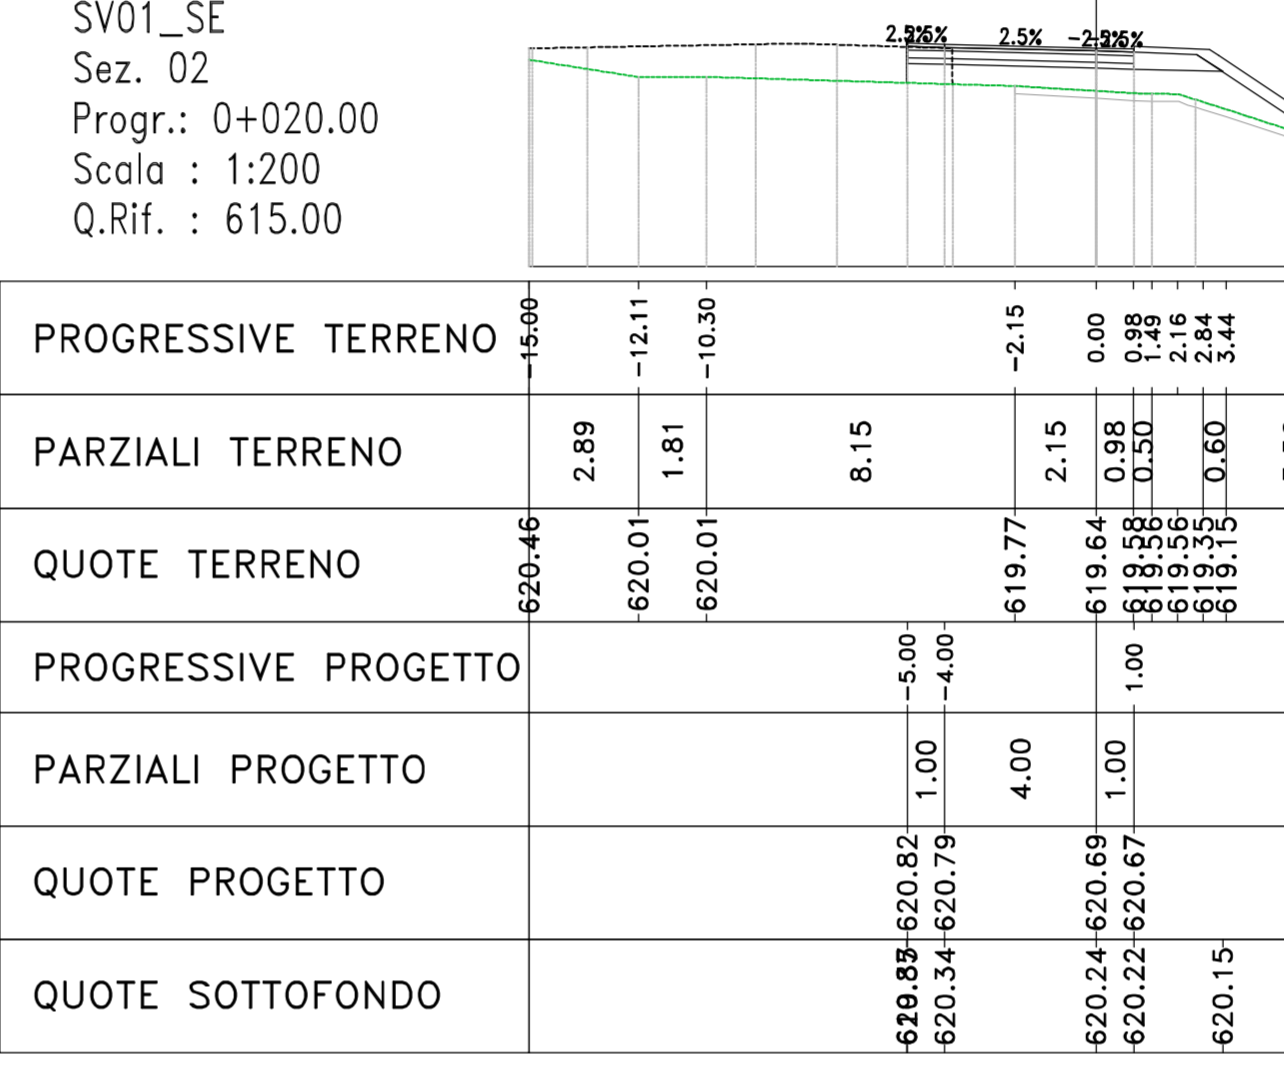 SV01_SE
Sez. 02
Progr.: 0+020.00
Scala : 1:200
Q.Rif. : 615.00
2.5% 2.5% 2.5% -2.5%
PROGRESSIVE TERRENO -15.00 -12.11 -10.30 -2.15 0.00 0.98 1.49 2.16 2.84 3.44
PARZIALI TERRENO 2.89 1.81 8.15 2.15 0.98 0.50 0.60
QUOTE TERRENO 620.46 620.01 620.01 619.77 619.64 619.58 619.56 619.56 619.35 619.15
PROGRESSIVE PROGETTO -5.00 -4.00 1.00
PARZIALI PROGETTO 1.00 4.00 1.00
QUOTE PROGETTO 620.82 620.79 620.69 620.67
QUOTE SOTTOFONDO 620.34 620.24 620.22 620.15